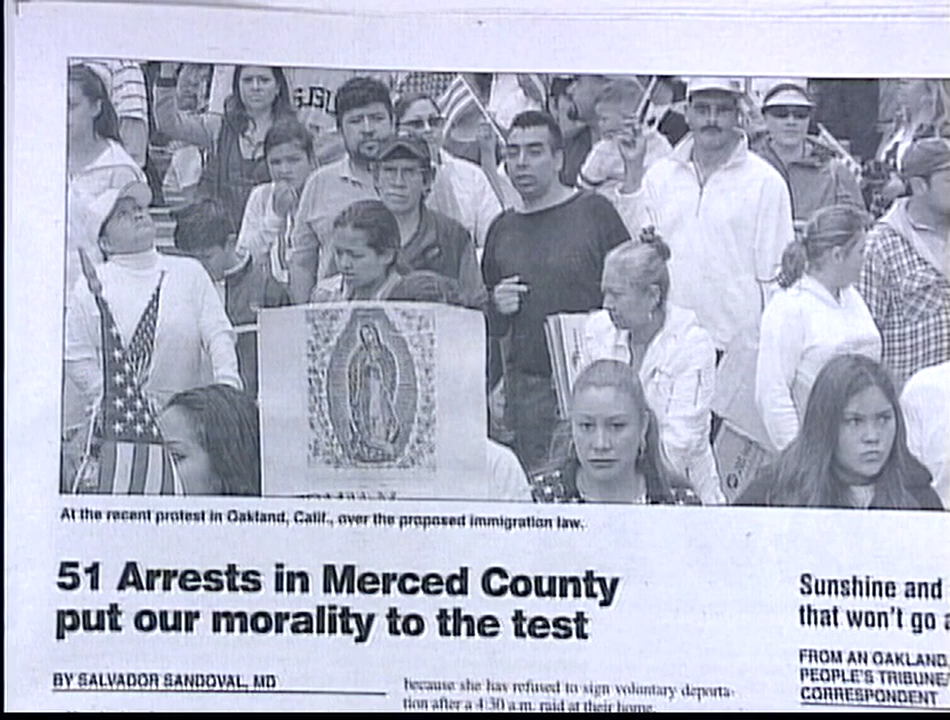 At the recent protest in Oakland, Calif., over the proposed immigration law.
51 Arrests in Merced County
put our morality to the test
BY SALVADOR SANDOVAL, MD
because she has refused to sign voluntary deporta-
tion after a 4:30 a.m. raid at their home.
Sunshine and
that won't go
FROM AN OAKLAND
PEOPLE'S TRIBUNE
CORRESPONDENT